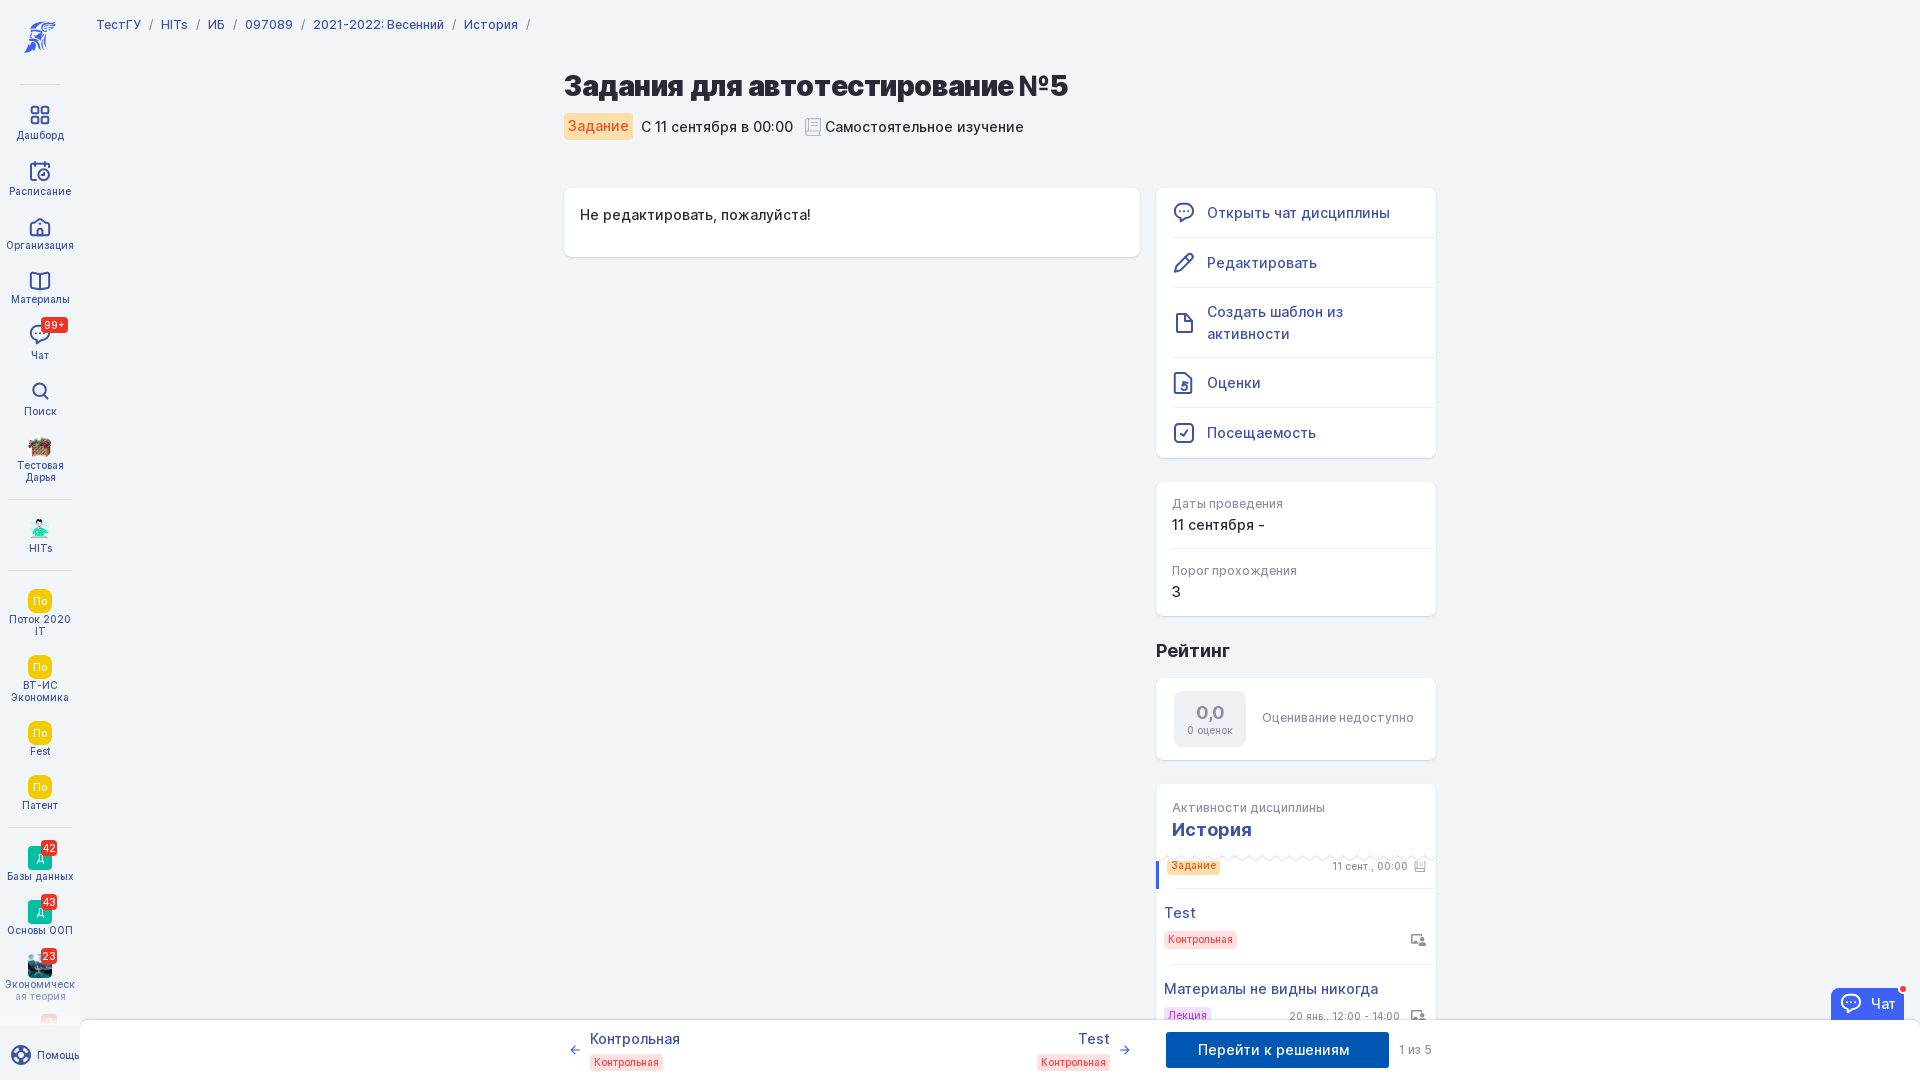 ТестГУ / HITs / ИБ / 097089 / 2021-2022: Весенний / История /
Дашборд
Расписание
Организация
Материалы
99+
Чат
Поиск
Тестовая
Дарья
HITs
По
Поток 2020
IT
По
ВТ-ИС
Экономика
По
Fest
По
Патент
42
Д
Базы данных
43
Д
Основы ООП
23
Экономическ
ая теория
Помощь
Задания для автотестирование №5
Задание С 11 сентября в 00:00 Самостоятельное изучение
Не редактировать, пожалуйста!
Открыть чат дисциплины
Редактировать
Создать шаблон из
активности
Оценки
Посещаемость
Даты проведения
11 сентября -
Порог прохождения
3
Рейтинг
0,0
0 оценок
Оценивание недоступно
Активности дисциплины
История
Задание 11 сент., 00:00
Test
Контрольная
Материалы не видны никогда
Лекция 20 янв., 12:00 - 14:00
Чат
Контрольная
Контрольная
Test
Контрольная
Перейти к решениям 1 из 5